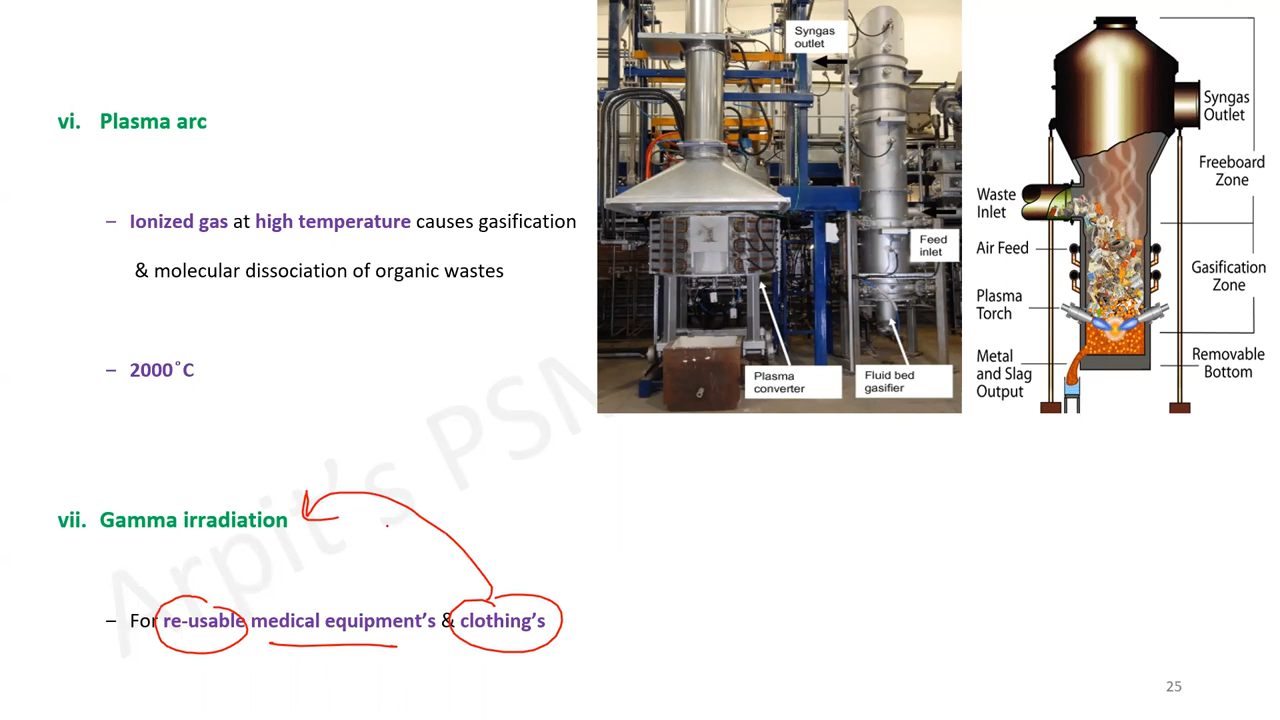 vi. Plasma arc
– Ionized gas at high temperature causes gasification
& molecular dissociation of organic wastes
– 2000˚C
vii. Gamma irradiation
– For re-usable medical equipment’s & clothing’s
Syngas
outlet
Feed
inlet
Plasma
converter
Fluid bed
gasifier
Syngas
Outlet
Freeboard
Zone
Waste
Inlet
Air Feed
Gasification
Zone
Plasma
Torch
Metal
and Slag
Output
Removable
Bottom
Arpit’s PSM
25